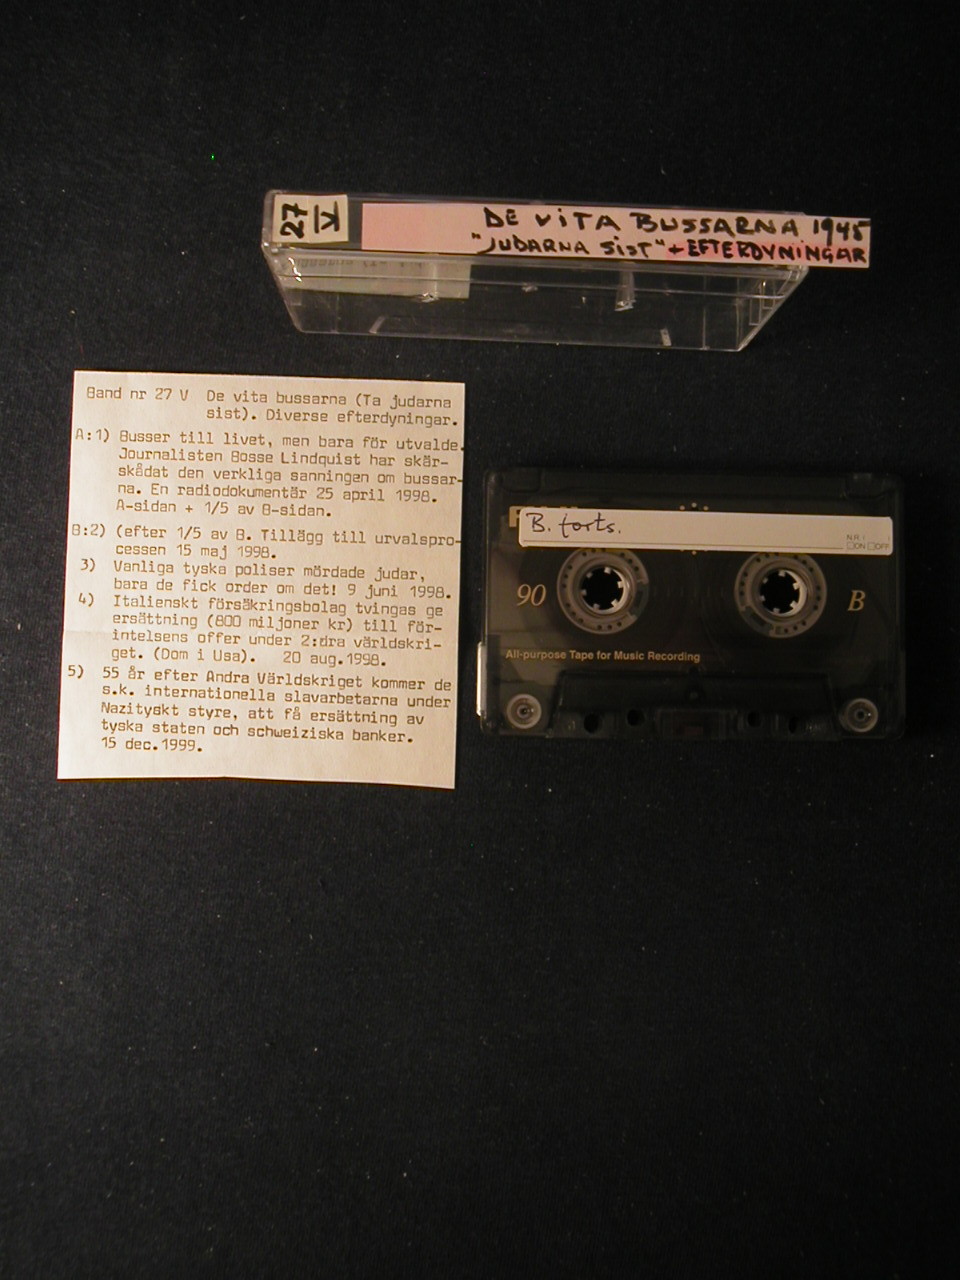 27
V
DE ViTA BUSSARNA 1945
"JUDARNA SiST" + EFTERDYNINGAR
Band nr 27 V De vita bussarna (Ta judarna
sist). Diverse efterdyningar.
A:1) Busser till livet, men bara för utvalde.
Journalisten Bosse Lindquist har skär-
skådat den verkliga sanningen om bussar-
na. En radiodokumentär 25 april 1998.
A-sidan + 1/5 av B-sidan.
B:2) (efter 1/5 av B. Tillägg till urvalspro-
cessen 15 maj 1998.
3) Vanliga tyska poliser mördade judar,
bara de fick order om det! 9 juni 1998.
4) Italienskt försäkringsbolag tvingas ge
ersättning (800 miljoner kr) till för-
intelsens offer under 2:dra världskri-
get. (Dom i Usa). 20 aug.1998.
5) 55 år efter Andra Världskriget kommer de
s.k. internationella slavarbetarna under
Nazityskt styre, att få ersättning av
tyska staten och schweiziska banker.
15 dec.1999.
B. forts.
N.R.
ON OFF
90
B
All-purpose Tape for Music Recording